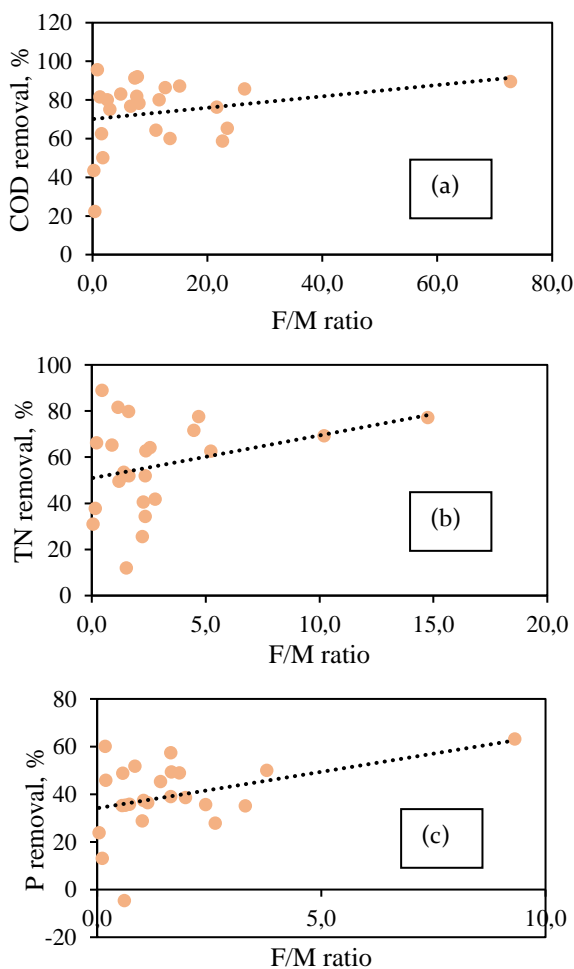 120
100
80
60
40
20
0
COD removal, %
(a)
0,0 20,0 40,0 60,0 80,0
F/M ratio
100
80
60
40
20
0
TN removal, %
(b)
0,0 5,0 10,0 15,0 20,0
F/M ratio
80
60
40
20
0
-20
P removal, %
(c)
0,0 5,0 10,0
F/M ratio